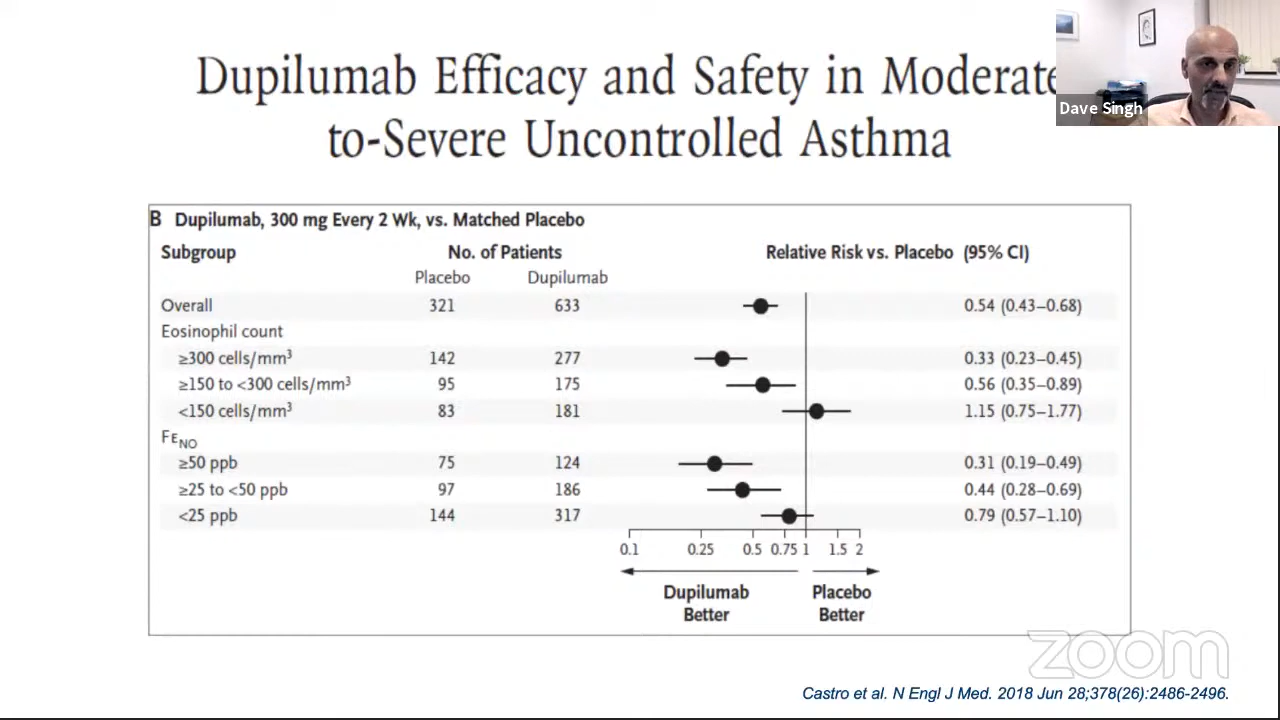 Dupilumab Efficacy and Safety in Moderate
to-Severe Uncontrolled Asthma
Dave Singh
B Dupilumab, 300 mg Every 2 Wk, vs. Matched Placebo
Subgroup No. of Patients Relative Risk vs. Placebo (95% CI)
Placebo Dupilumab
Overall 321 633 0.54 (0.43–0.68)
Eosinophil count
≥300 cells/mm³ 142 277 0.33 (0.23–0.45)
≥150 to <300 cells/mm³ 95 175 0.56 (0.35–0.89)
<150 cells/mm³ 83 181 1.15 (0.75–1.77)
FENO
≥50 ppb 75 124 0.31 (0.19–0.49)
≥25 to <50 ppb 97 186 0.44 (0.28–0.69)
<25 ppb 144 317 0.79 (0.57–1.10)
0.1 0.25 0.5 0.75 1 1.5 2
Dupilumab Placebo
Better Better
zoom
Castro et al. N Engl J Med. 2018 Jun 28;378(26):2486-2496.